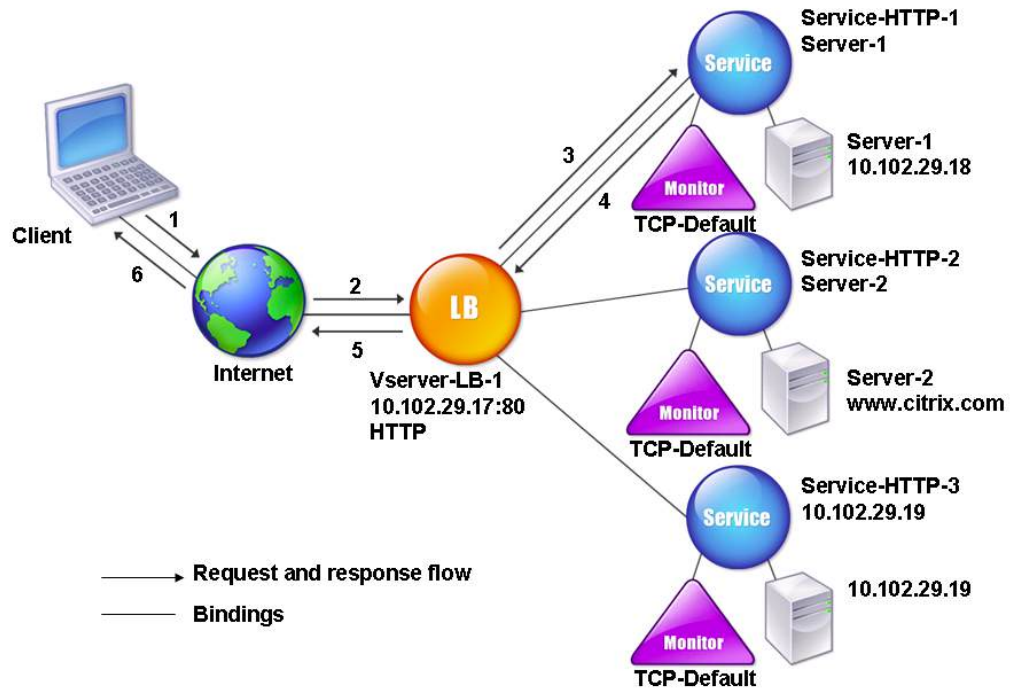 Service-HTTP-1
Server-1
Service
Server-1
10.102.29.18
Monitor
TCP-Default
3
4
Client
1
6
Internet
2
5
LB
Vserver-LB-1
10.102.29.17:80
HTTP
Service-HTTP-2
Server-2
Service
Server-2
www.citrix.com
Monitor
TCP-Default
Service-HTTP-3
10.102.29.19
Service
10.102.29.19
Monitor
TCP-Default
Request and response flow
Bindings